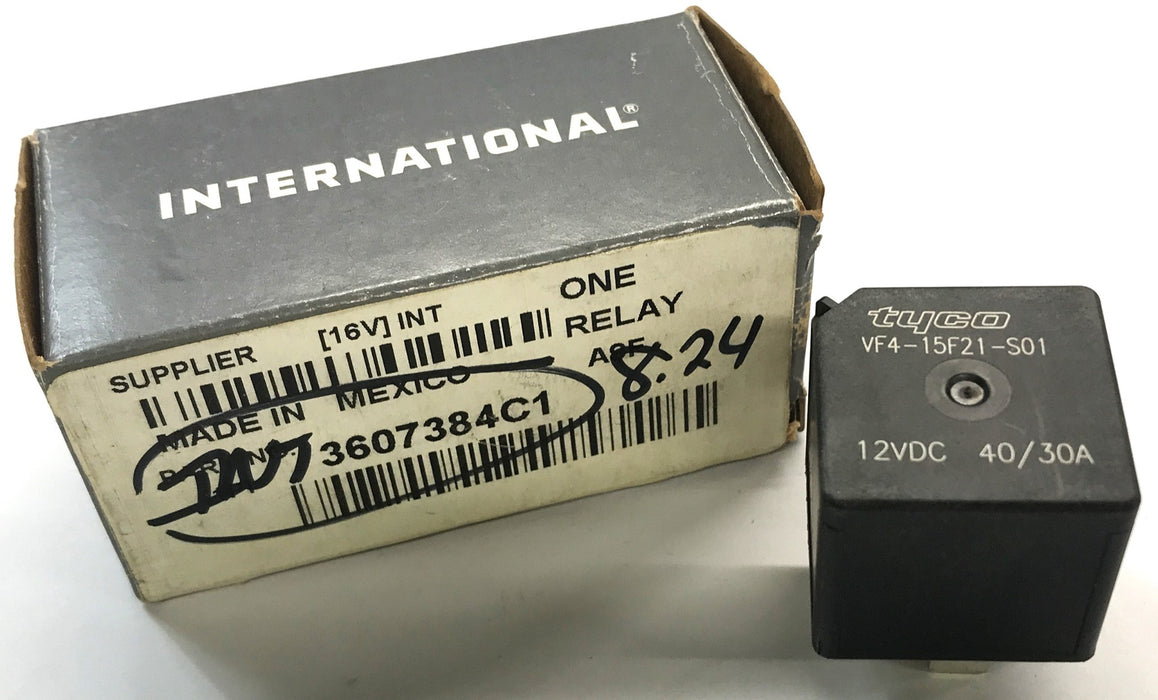 INTERNATIONAL®
SUPPLIER [16V] INT
MADE IN MEXICO
3607384C1
ONE
RELAY
8.24
tyco
VF4-15F21-S01
12VDC 40/30A